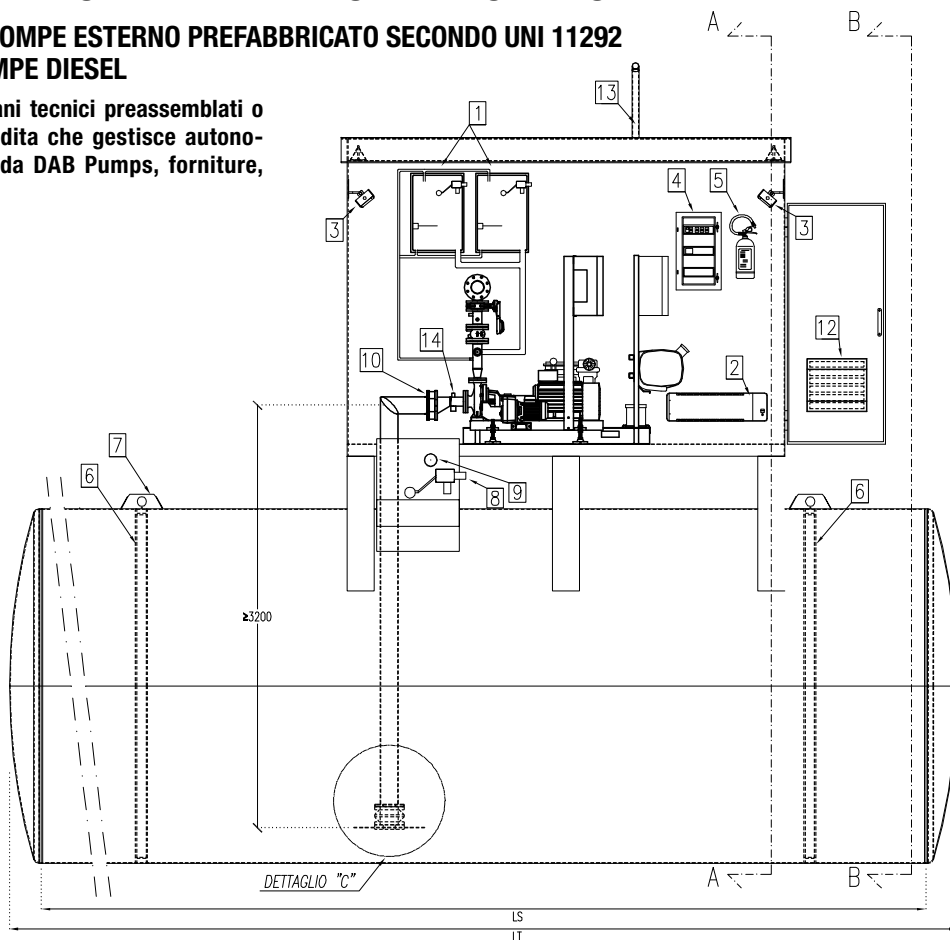 OMPE ESTERNO PREFABBRICATO SECONDO UNI 11292
MPE DIESEL
ani tecnici preassemblati o
dita che gestisce autono-
da DAB Pumps, forniture,
A
B
13
1
4
5
3
3
12
10
14
2
7
6
9
8
6
≥3200
DETTAGLIO "C"
A
B
LS
LT